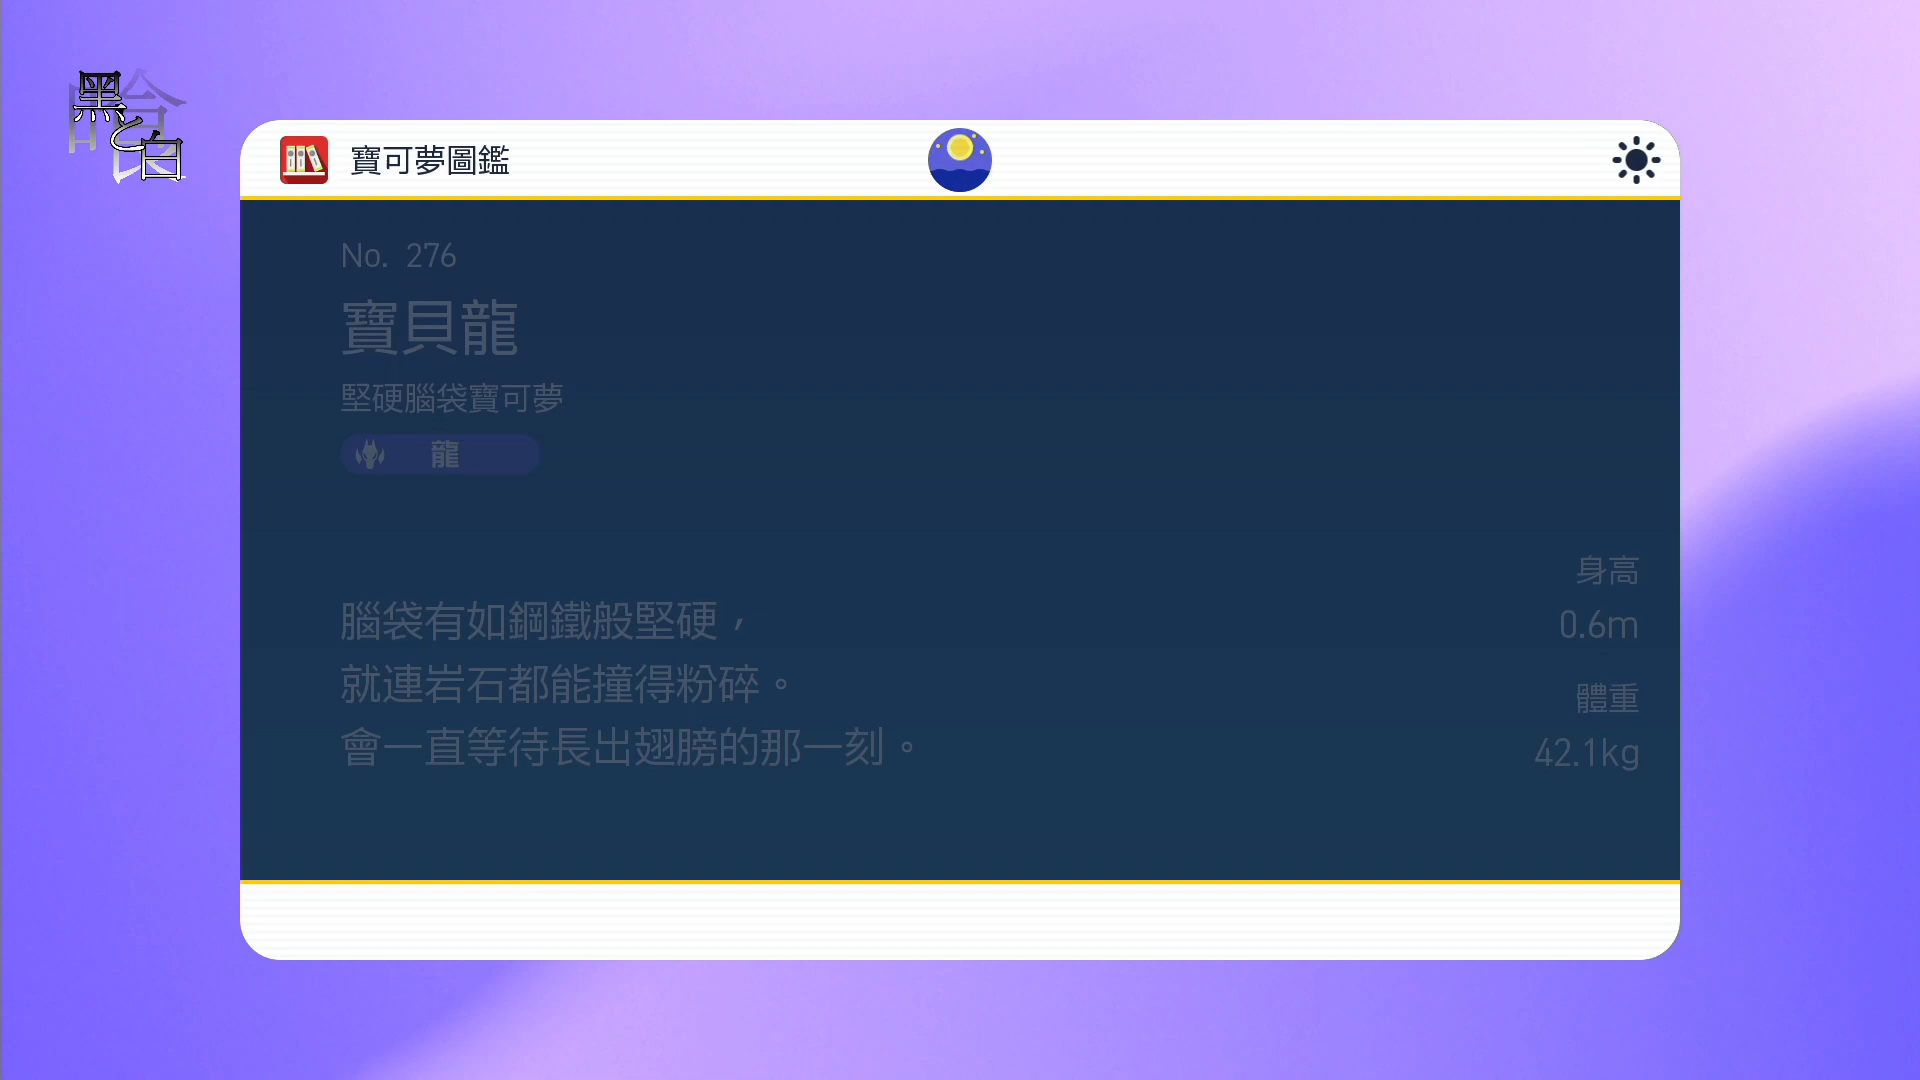 黑と白
哈
寶可夢圖鑑
No. 276
寶貝龍
堅硬腦袋寶可夢
龍
腦袋有如鋼鐵般堅硬，
就連岩石都能撞得粉碎。
會一直等待長出翅膀的那一刻。
身高
0.6m
體重
42.1kg